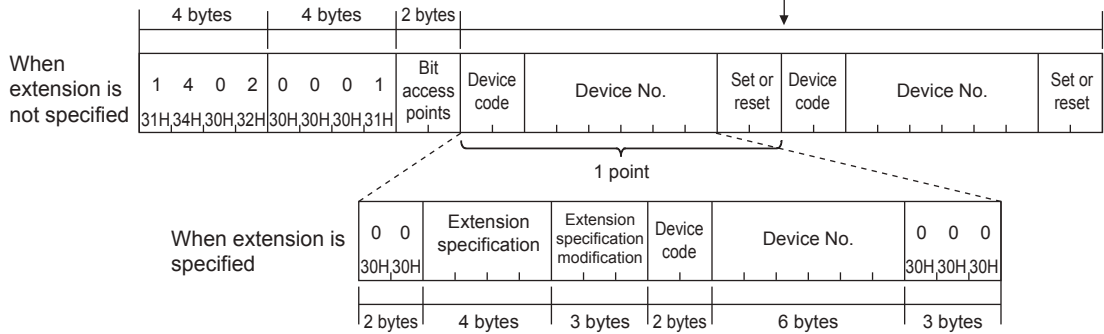 4 bytes 4 bytes 2 bytes
When extension is not specified
1 4 0 2 0 0 0 1
31H 34H 30H 32H 30H 30H 30H 31H
Bit access points
Device code
Device No.
Set or reset
Device code
Device No.
Set or reset
1 point
When extension is specified
0 0
30H 30H
Extension specification
Extension specification modification
Device code
Device No.
0 0 0
30H 30H 30H
2 bytes 4 bytes 3 bytes 2 bytes 6 bytes 3 bytes